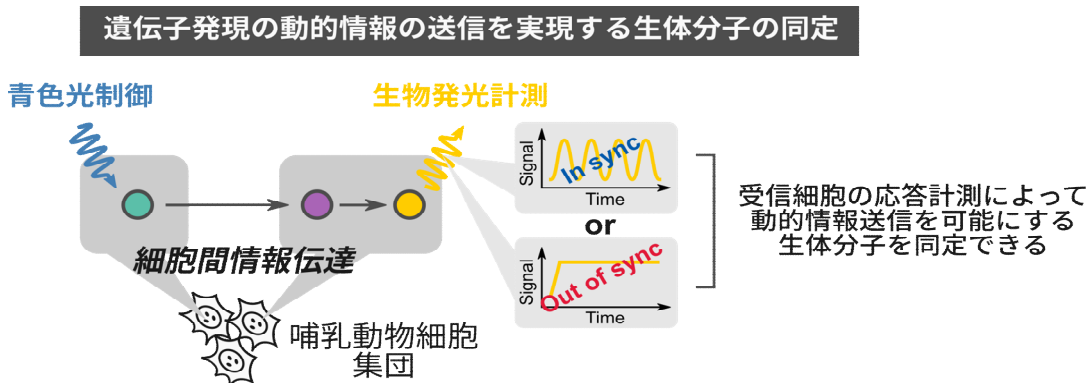 遺伝子発現の動的情報の送信を実現する生体分子の同定
青色光制御
生物発光計測
Signal
In sync
Time
or
Signal
Out of sync
Time
受信細胞の応答計測によって
動的情報送信を可能にする
生体分子を同定できる
細胞間情報伝達
哺乳動物細胞
集団